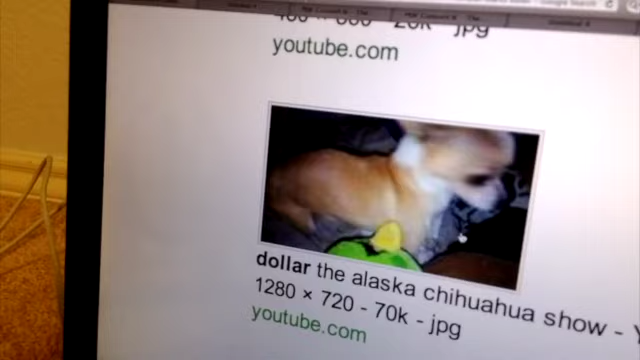 youtube.com
dollar the alaska chihuahua show -
1280 × 720 - 70k - jpg
youtube.com